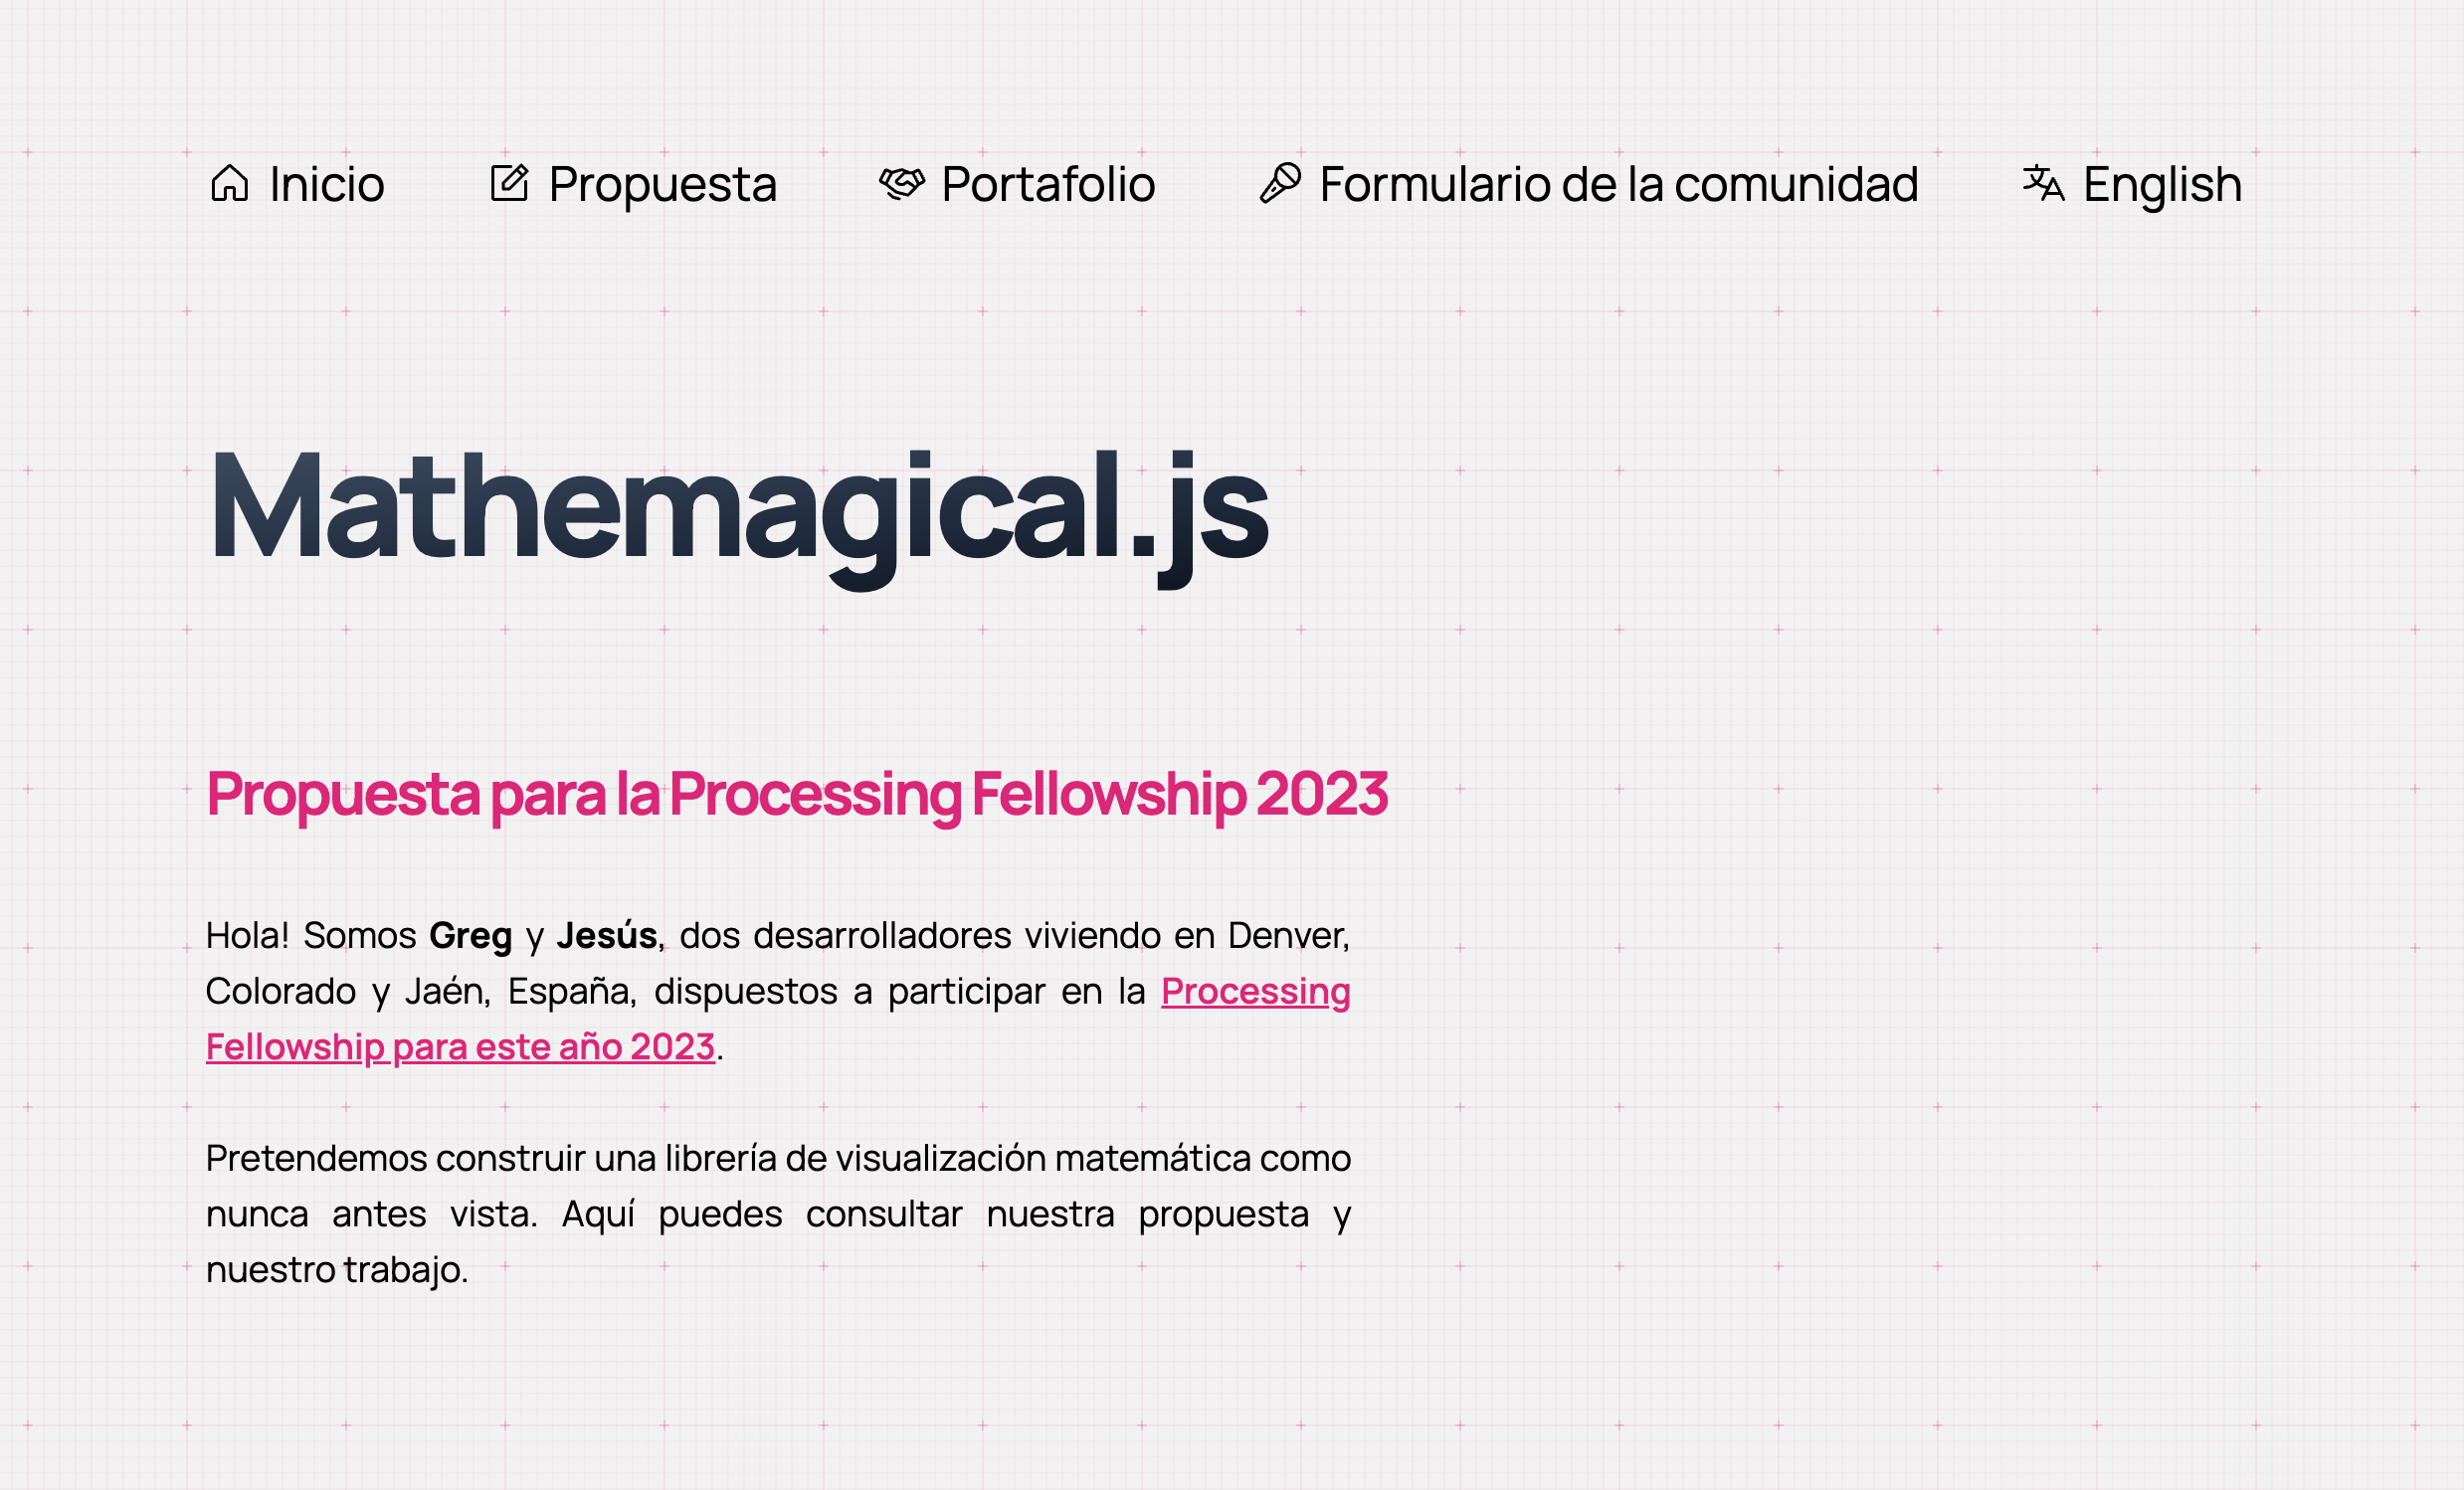 Inicio Propuesta Portafolio Formulario de la comunidad English
Mathemagical.js
Propuesta para la Processing Fellowship 2023
Hola! Somos Greg y Jesús, dos desarrolladores viviendo en Denver,
Colorado y Jaén, España, dispuestos a participar en la Processing
Fellowship para este año 2023.
Pretendemos construir una librería de visualización matemática como
nunca antes vista. Aquí puedes consultar nuestra propuesta y
nuestro trabajo.